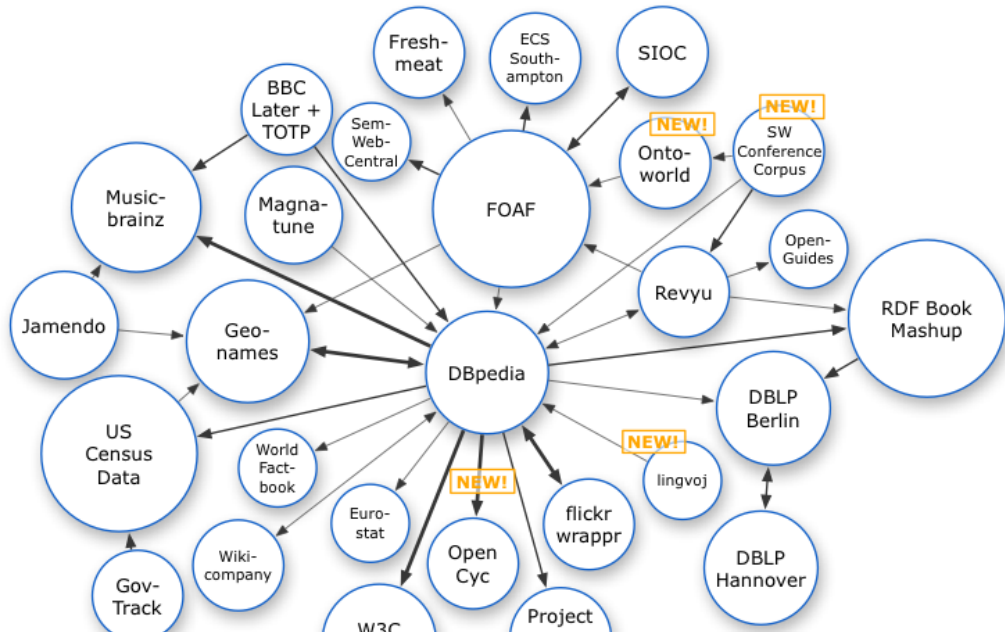 Fresh-
meat
ECS
South-
ampton
SIOC
BBC
Later +
TOTP
Sem-
Web-
Central
NEW!
Onto-
world
NEW!
SW
Conference
Corpus
Music-
brainz
Magna-
tune
FOAF
Open-
Guides
Revyu
RDF Book
Mashup
Jamendo
Geo-
names
DBpedia
DBLP
Berlin
US
Census
Data
World
Fact-
book
NEW!
lingvoj
NEW!
Euro-
stat
flickr
wrappr
Wiki-
company
Open
Cyc
DBLP
Hannover
Gov-
Track
W3C
Project